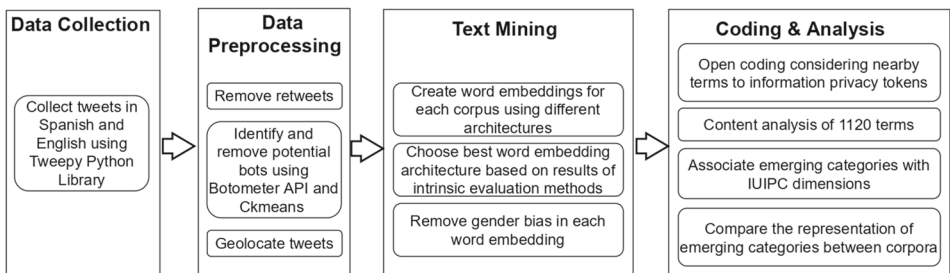 Data Collection
Collect tweets in
Spanish and
English using
Tweepy Python
Library
Data
Preprocessing
Remove retweets
Identify and
remove potential
bots using
Botometer API and
Ckmeans
Geolocate tweets
Text Mining
Create word embeddings for
each corpus using different
architectures
Choose best word embedding
architecture based on results of
intrinsic evaluation methods
Remove gender bias in each
word embedding
Coding & Analysis
Open coding considering nearby
terms to information privacy tokens
Content analysis of 1120 terms
Associate emerging categories with
IUIPC dimensions
Compare the representation of
emerging categories between corpora